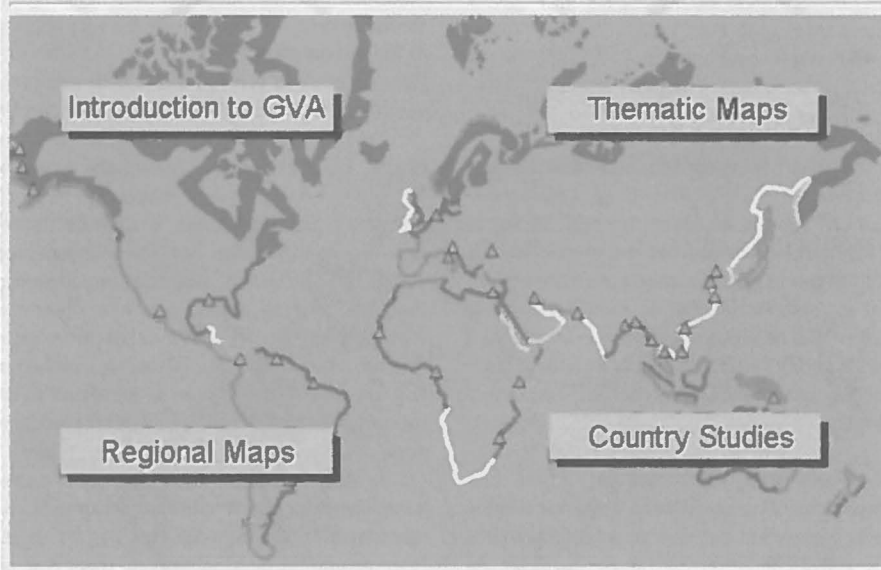 Introduction to GVA
Thematic Maps
Regional Maps
Country Studies